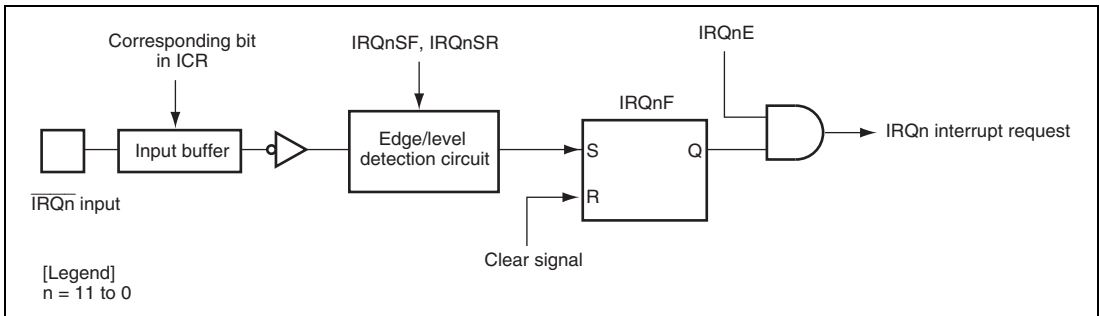 Corresponding bit
in ICR
IRQnSF, IRQnSR
IRQnE
IRQnF
Input buffer
Edge/level
detection circuit
S
Q
R
IRQn interrupt request
I̅R̅Q̅n̅ input
Clear signal
[Legend]
n = 11 to 0